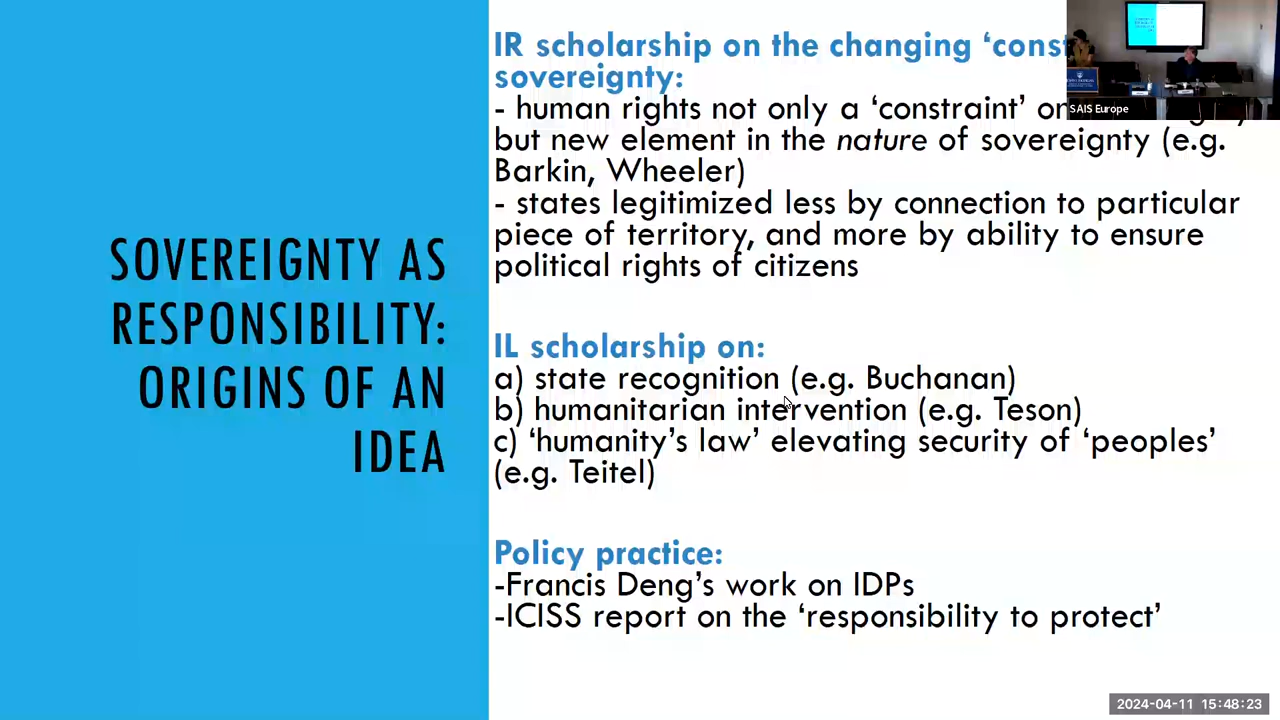 SOVEREIGNTY AS
RESPONSIBILITY:
ORIGINS OF AN
IDEA
IR scholarship on the changing ‘const
sovereignty:
- human rights not only a ‘constraint’ on
but new element in the nature of sovereignty (e.g.
Barkin, Wheeler)
- states legitimized less by connection to particular
piece of territory, and more by ability to ensure
political rights of citizens
IL scholarship on:
a) state recognition (e.g. Buchanan)
b) humanitarian intervention (e.g. Teson)
c) ‘humanity’s law’ elevating security of ‘peoples’
(e.g. Teitel)
Policy practice:
-Francis Deng’s work on IDPs
-ICISS report on the ‘responsibility to protect’
SAIS Europe
2024-04-11 15:48:23